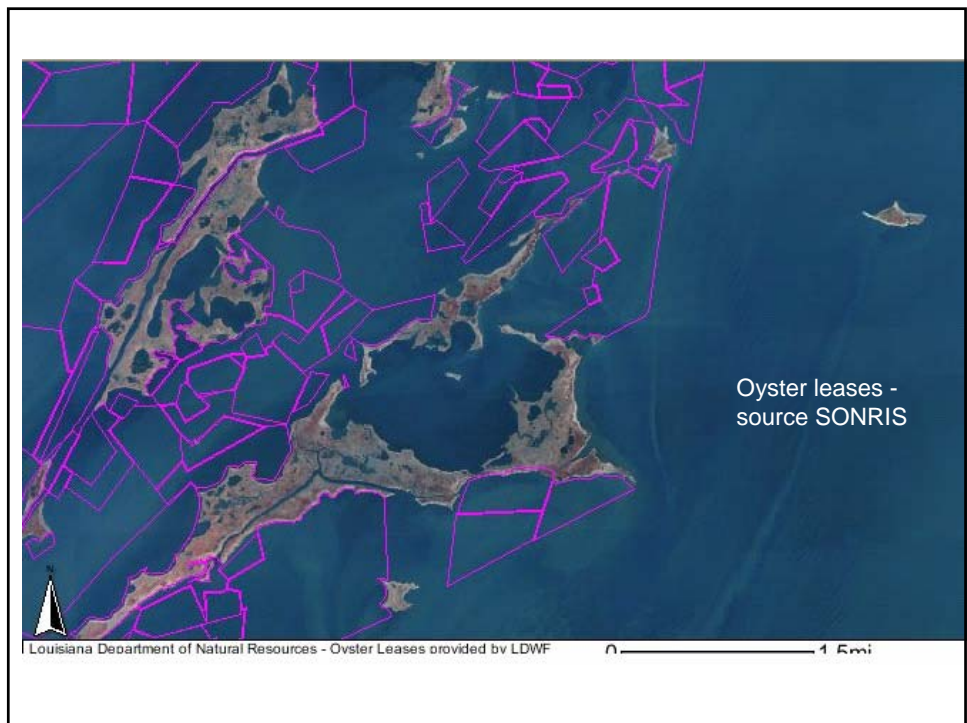 Oyster leases -
source SONRIS
N
Louisiana Department of Natural Resources - Oyster Leases provided by LDWF
0 1.5mi